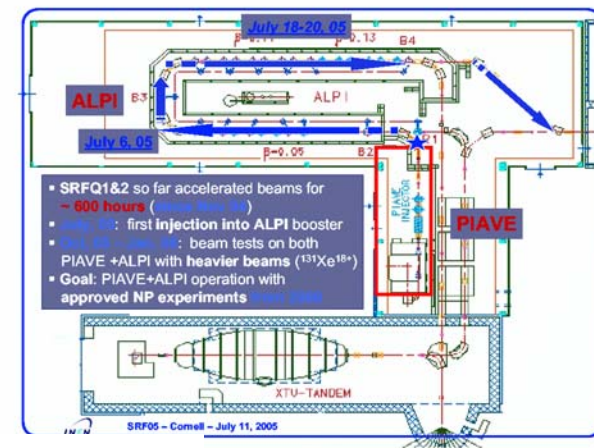 July 18-20, 05
B4
ALPI
B3
ALPI
July 6, 05
B2
PIAVE INJECTOR
PIAVE
▪ SRFQ1&2 so far accelerated beams for
~ 600 hours
first injection into ALPI booster
beam tests on both
PIAVE +ALPI with heavier beams (¹³¹Xe¹⁸⁺)
▪ Goal: PIAVE+ALPI operation with
approved NP experiments
XTU-TANDEM
SRF05 – Cornell – July 11, 2005